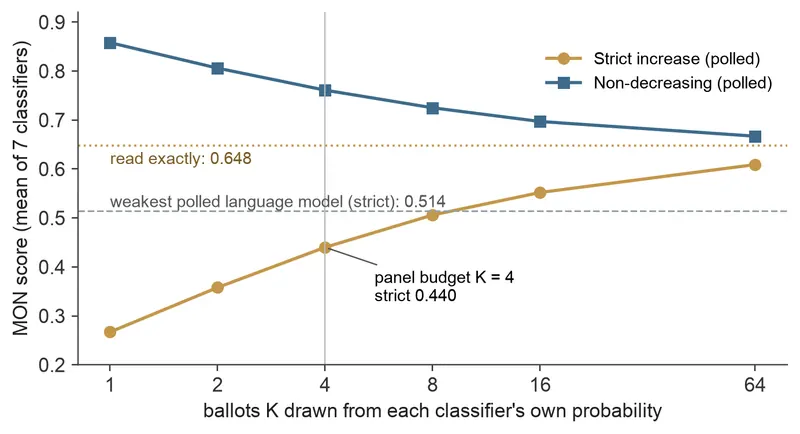 0.9
0.8
0.7
0.6
0.5
0.4
0.3
0.2
MON score (mean of 7 classifiers)
Strict increase (polled)
Non-decreasing (polled)
read exactly: 0.648
weakest polled language model (strict): 0.514
panel budget K = 4
strict 0.440
1 2 4 8 16 64
ballots K drawn from each classifier's own probability